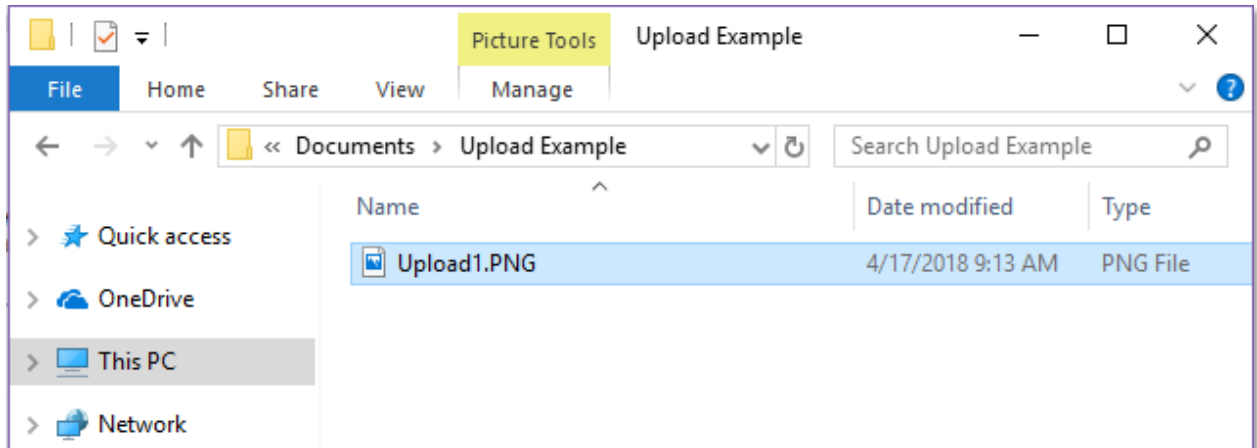 Picture Tools Upload Example
File Home Share View Manage
« Documents > Upload Example Search Upload Example
Name Date modified Type
Quick access
Upload1.PNG 4/17/2018 9:13 AM PNG File
OneDrive
This PC
Network